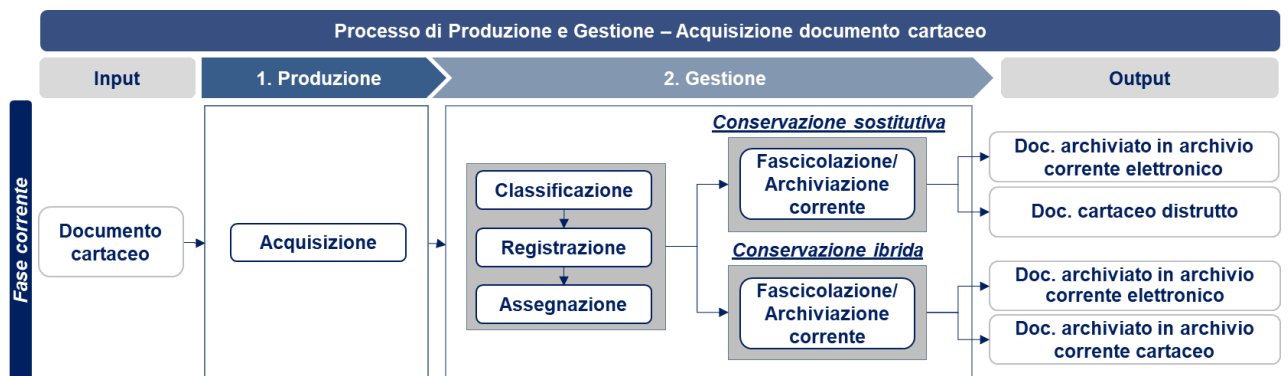 Processo di Produzione e Gestione – Acquisizione documento cartaceo
Input
1. Produzione
2. Gestione
Output
Fase corrente
Documento
cartaceo
Acquisizione
Classificazione
Registrazione
Assegnazione
Conservazione sostitutiva
Fascicolazione/
Archiviazione
corrente
Conservazione ibrida
Fascicolazione/
Archiviazione
corrente
Doc. archiviato in archivio
corrente elettronico
Doc. cartaceo distrutto
Doc. archiviato in archivio
corrente elettronico
Doc. archiviato in archivio
corrente cartaceo